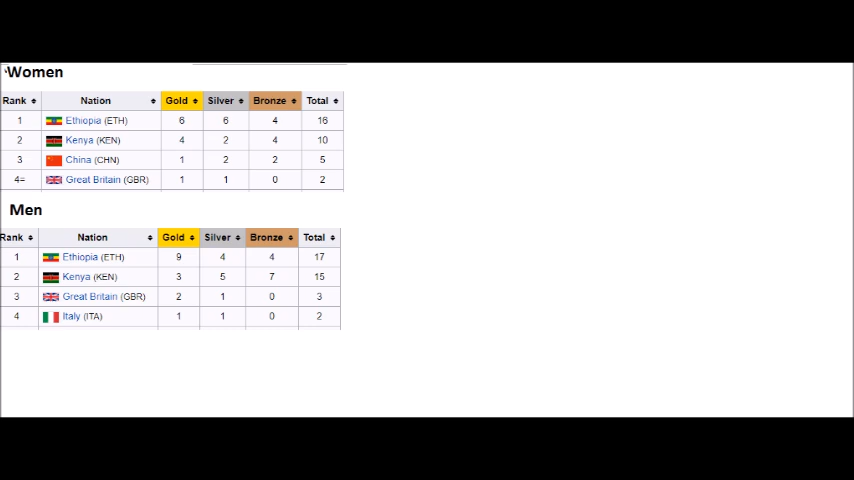 Women
Rank Nation Gold Silver Bronze Total
1 Ethiopia (ETH) 6 6 4 16
2 Kenya (KEN) 4 2 4 10
3 China (CHN) 1 2 2 5
4= Great Britain (GBR) 1 1 0 2
Men
Rank Nation Gold Silver Bronze Total
1 Ethiopia (ETH) 9 4 4 17
2 Kenya (KEN) 3 5 7 15
3 Great Britain (GBR) 2 1 0 3
4 Italy (ITA) 1 1 0 2